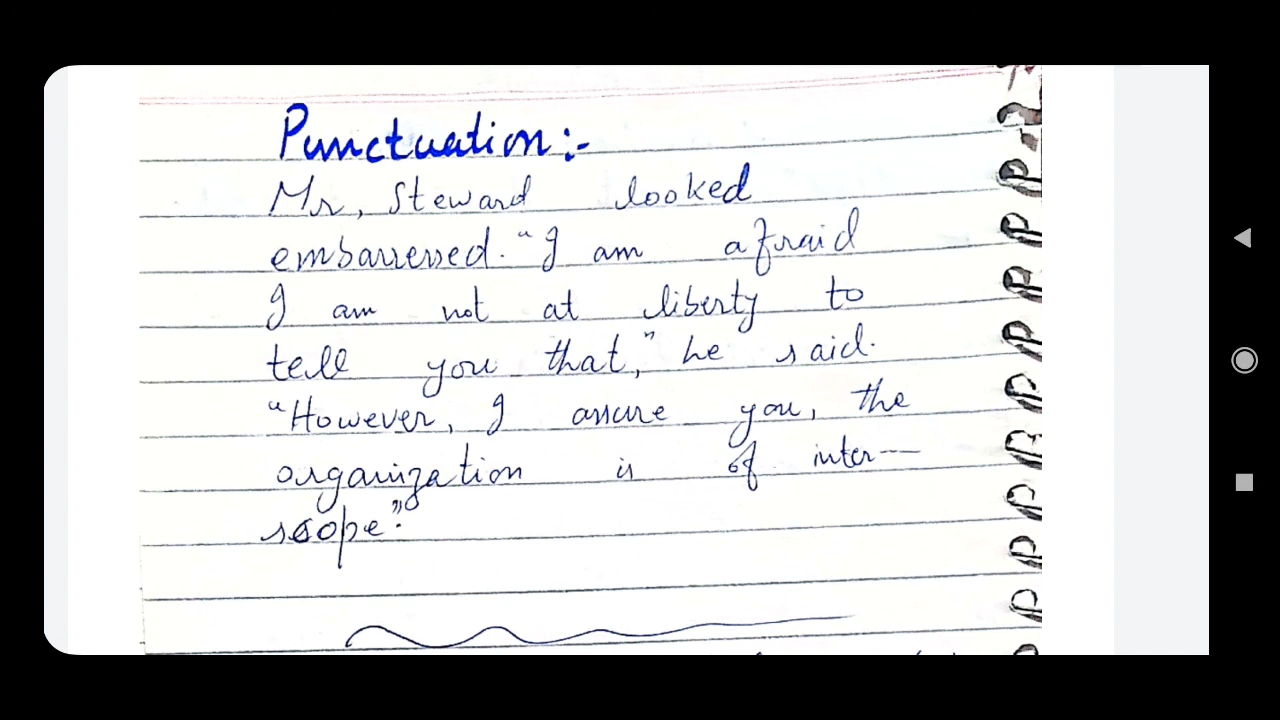 Punctuation:-
Mr, Steward looked
embarressed. "I am afraid
I am not at liberty to
tell you that," he said.
"However, I assure you, the
organization is of inter—
scope".